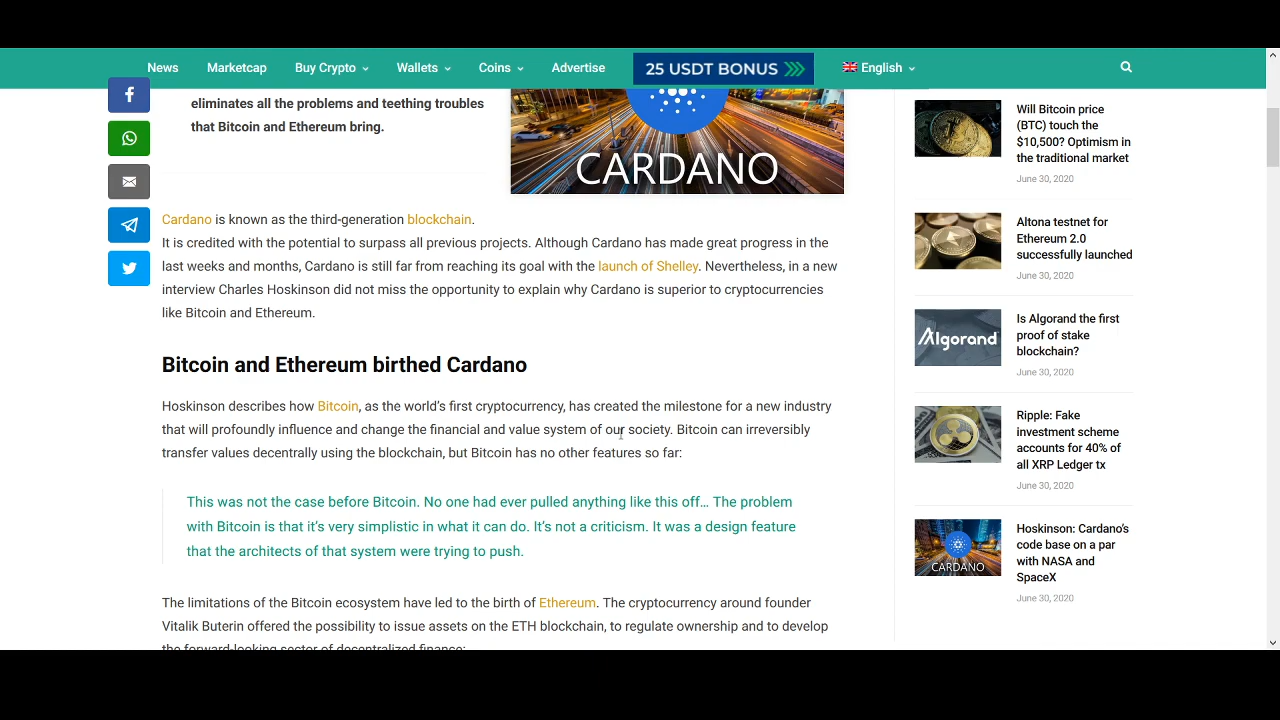 News
Marketcap
Buy Crypto
Wallets
Coins
Advertise
25 USDT BONUS
English
eliminates all the problems and teething troubles
that Bitcoin and Ethereum bring.
CARDANO
Cardano is known as the third-generation blockchain.
It is credited with the potential to surpass all previous projects. Although Cardano has made great progress in the
last weeks and months, Cardano is still far from reaching its goal with the launch of Shelley. Nevertheless, in a new
interview Charles Hoskinson did not miss the opportunity to explain why Cardano is superior to cryptocurrencies
like Bitcoin and Ethereum.
Bitcoin and Ethereum birthed Cardano
Hoskinson describes how Bitcoin, as the world's first cryptocurrency, has created the milestone for a new industry
that will profoundly influence and change the financial and value system of our society. Bitcoin can irreversibly
transfer values decentrally using the blockchain, but Bitcoin has no other features so far:
This was not the case before Bitcoin. No one had ever pulled anything like this off… The problem
with Bitcoin is that it's very simplistic in what it can do. It's not a criticism. It was a design feature
that the architects of that system were trying to push.
The limitations of the Bitcoin ecosystem have led to the birth of Ethereum. The cryptocurrency around founder
Vitalik Buterin offered the possibility to issue assets on the ETH blockchain, to regulate ownership and to develop
the forward-looking sector of decentralized finance:
Will Bitcoin price
(BTC) touch the
$10,500? Optimism in
the traditional market
June 30, 2020
Altona testnet for
Ethereum 2.0
successfully launched
June 30, 2020
Algorand
Is Algorand the first
proof of stake
blockchain?
June 30, 2020
Ripple: Fake
investment scheme
accounts for 40% of
all XRP Ledger tx
June 30, 2020
CARDANO
Hoskinson: Cardano's
code base on a par
with NASA and
SpaceX
June 30, 2020